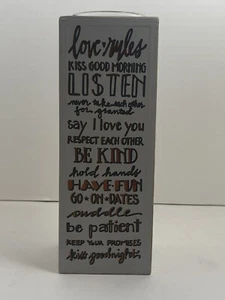 love rules
KISS GOOD MORNING
LISTEN
never take each other
for granted
say I love you
RESPECT EACH OTHER
BE KIND
hold hands
HAVE FUN
GO ★ ON ★ DATES
cuddle
be patient
KEEP YOUR PROMISES
kiss goodnight